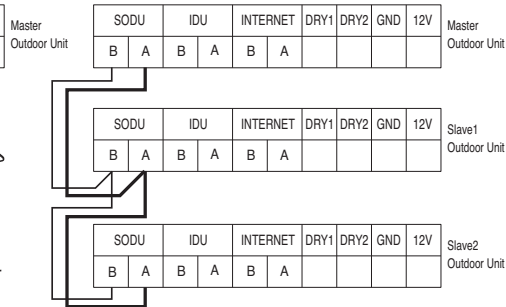 Master
Outdoor Unit
SODU IDU INTERNET DRY1 DRY2 GND 12V
B A B A B A
Master
Outdoor Unit
SODU IDU INTERNET DRY1 DRY2 GND 12V
B A B A B A
Slave1
Outdoor Unit
SODU IDU INTERNET DRY1 DRY2 GND 12V
B A B A B A
Slave2
Outdoor Unit